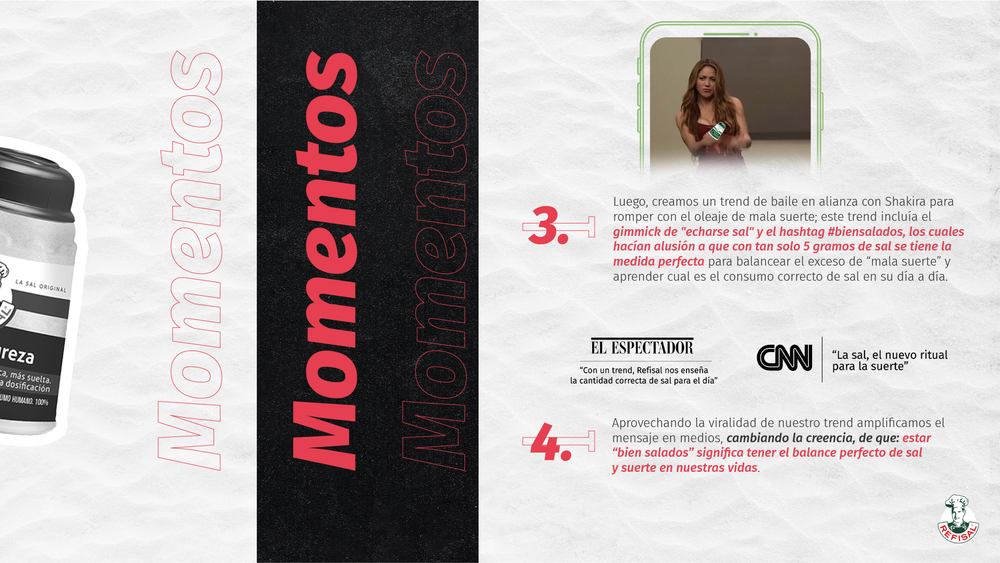 LA SAL ORIGINAL
ureza
ca, más suelta.
a dosificación
UMO HUMANO. 100%
Momentos
Momentos
Momentos
3.
Luego, creamos un trend de baile en alianza con Shakira para
romper con el oleaje de mala suerte; este trend incluía el
gimmick de "echarse sal" y el hashtag #biensalados, los cuales
hacían alusión a que con tan solo 5 gramos de sal se tiene la
medida perfecta para balancear el exceso de “mala suerte” y
aprender cual es el consumo correcto de sal en su día a día.
EL ESPECTADOR
“Con un trend, Refisal nos enseña
la cantidad correcta de sal para el día”
CNN
“La sal, el nuevo ritual
para la suerte”
4.
Aprovechando la viralidad de nuestro trend amplificamos el
mensaje en medios, cambiando la creencia, de que: estar
“bien salados” significa tener el balance perfecto de sal
y suerte en nuestras vidas.
REFISAL